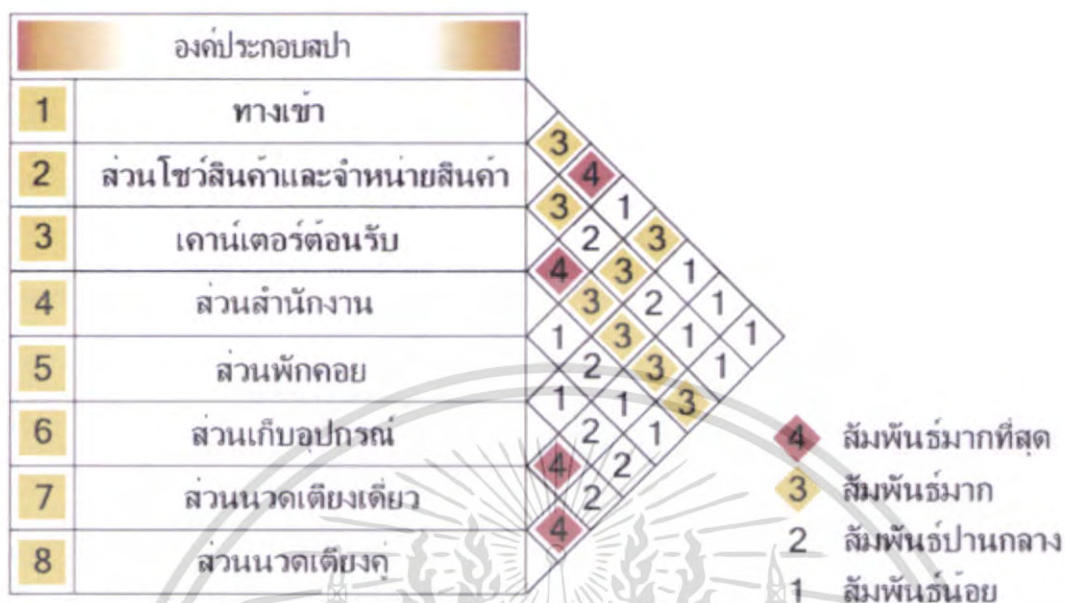 องค์ประกอบสปา
1 ทางเข้า
2 ส่วนโชว์สินค้าและจำหน่ายสินค้า
3 เคาน์เตอร์ต้อนรับ
4 ส่วนสำนักงาน
5 ส่วนพักคอย
6 ส่วนเก็บอุปกรณ์
7 ส่วนนวดเตียงเดี่ยว
8 ส่วนนวดเตียงคู่
3
4
3 1
2 3
4 3 1
3 2 1
1 3 1 1
2 3 1
1 1 3
2 1
4 2
2
4
4 สัมพันธ์มากที่สุด
3 สัมพันธ์มาก
2 สัมพันธ์ปานกลาง
1 สัมพันธ์น้อย